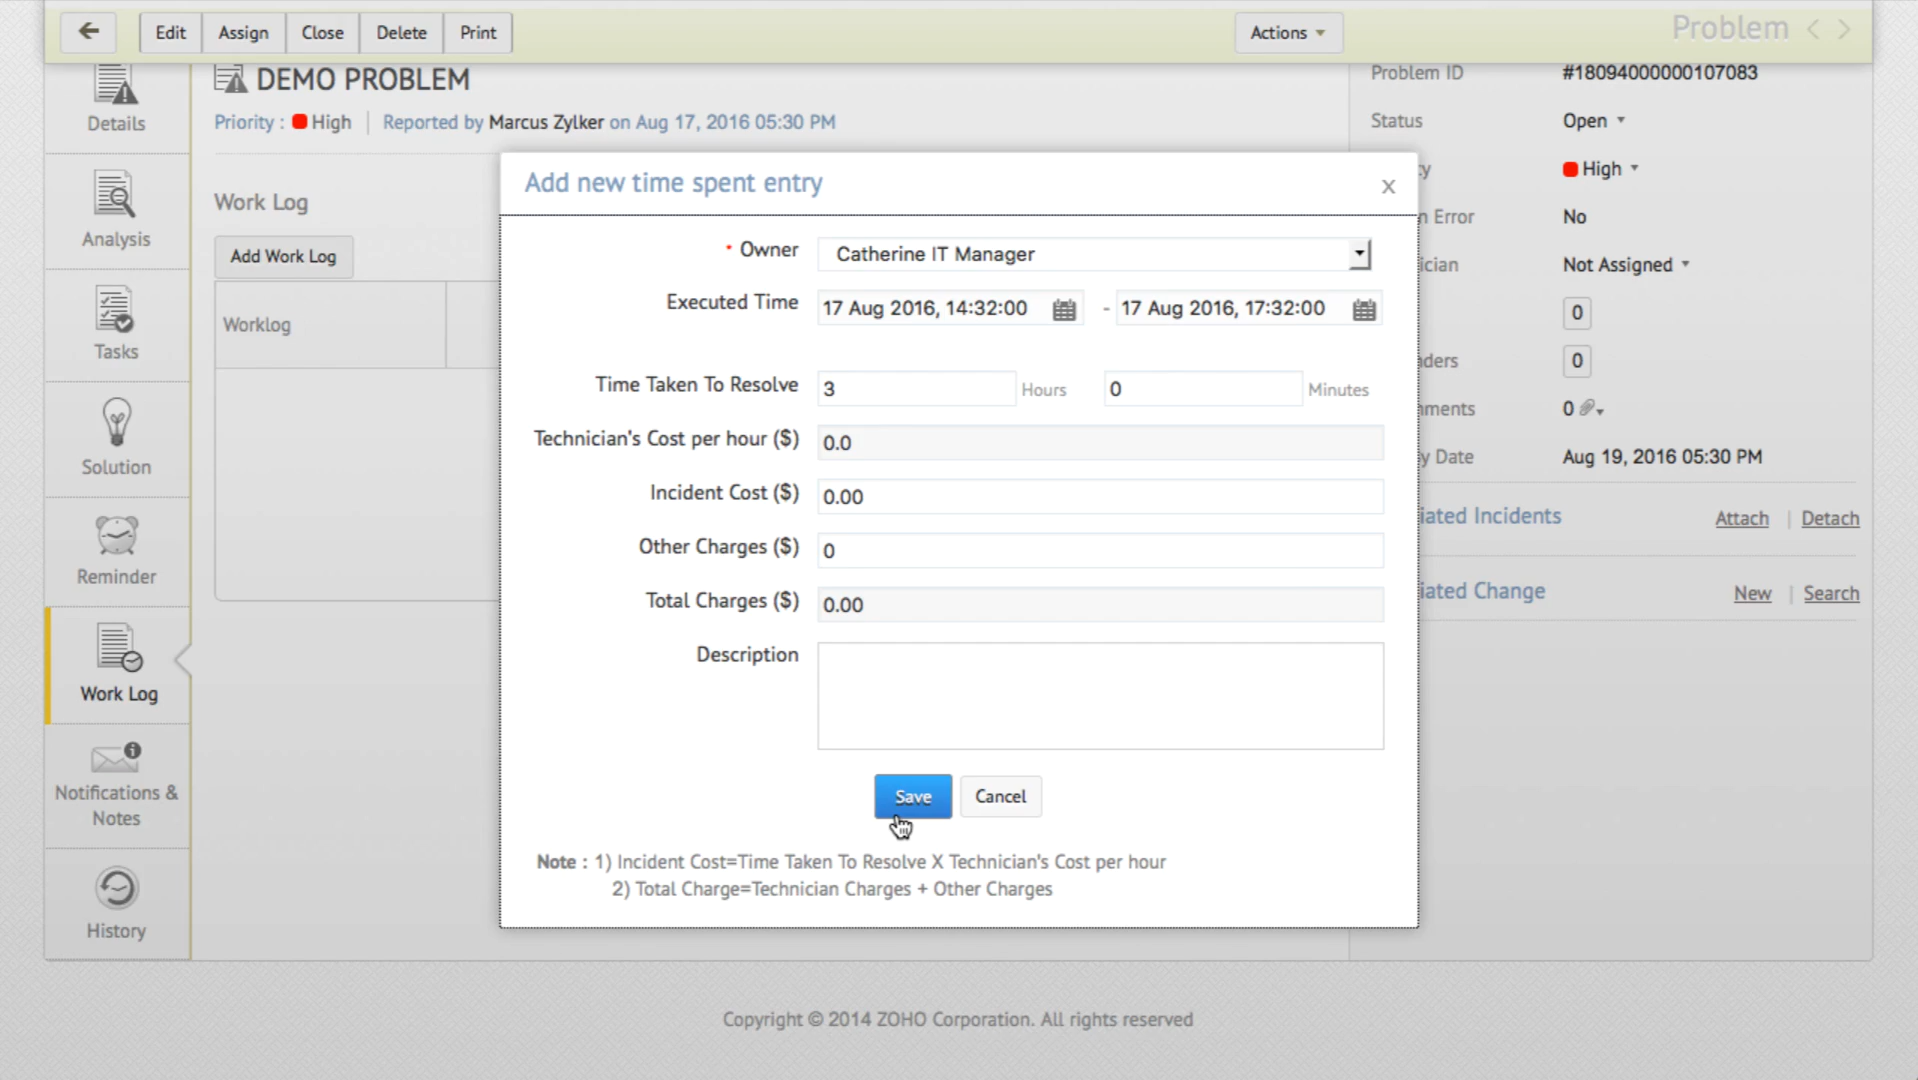 Edit Assign Close Delete Print Actions Problem
DEMO PROBLEM
Priority : High Reported by Marcus Zylker on Aug 17, 2016 05:30 PM
Details
Analysis
Tasks
Solution
Reminder
Work Log
Notifications &
Notes
History
Work Log
Add Work Log
Worklog
Add new time spent entry x
* Owner Catherine IT Manager
Executed Time 17 Aug 2016, 14:32:00 - 17 Aug 2016, 17:32:00
Time Taken To Resolve 3 Hours 0 Minutes
Technician's Cost per hour ($) 0.0
Incident Cost ($) 0.00
Other Charges ($) 0
Total Charges ($) 0.00
Description
Save Cancel
Note : 1) Incident Cost=Time Taken To Resolve X Technician's Cost per hour
2) Total Charge=Technician Charges + Other Charges
Problem ID #18094000000107083
Status Open
High
Error No
Not Assigned
0
0
0
Date Aug 19, 2016 05:30 PM
Incidents Attach | Detach
Change New | Search
Copyright © 2014 ZOHO Corporation. All rights reserved